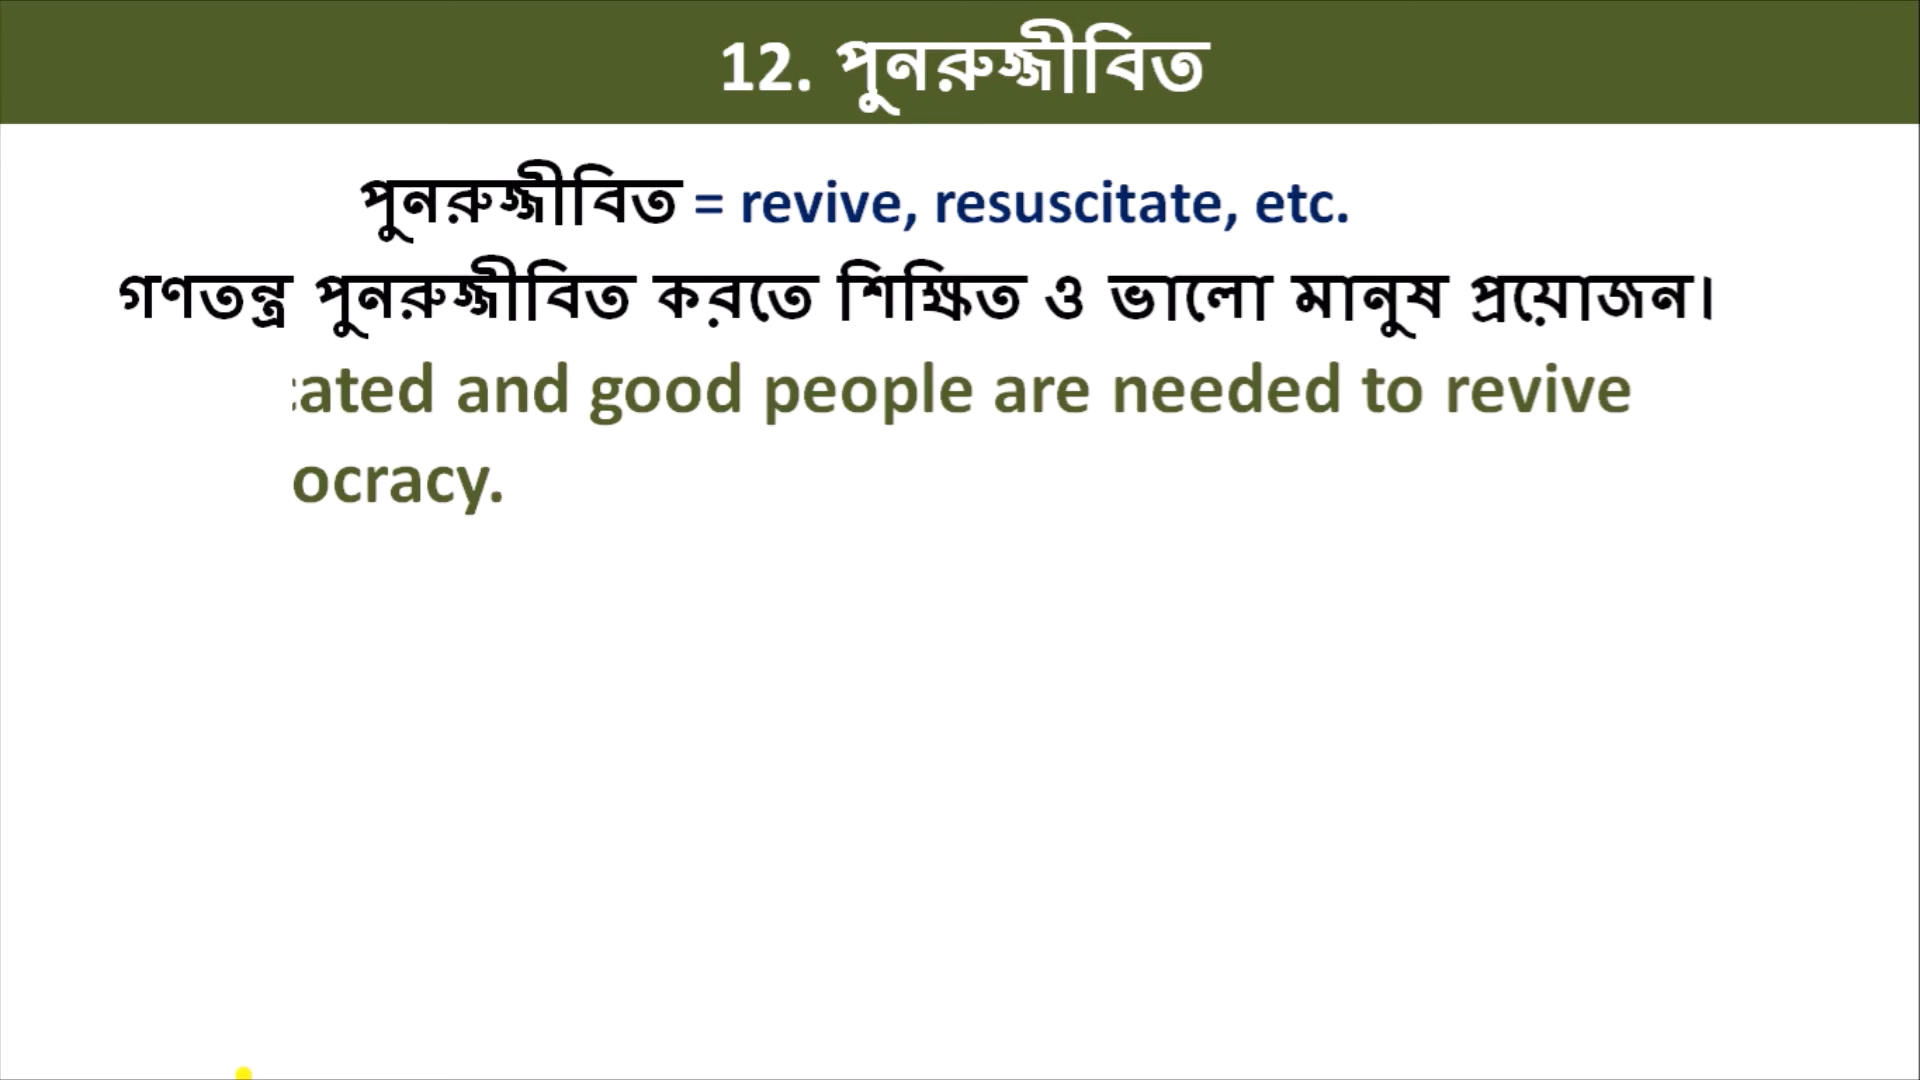 12. পুনরুজ্জীবিত
পুনরুজ্জীবিত = revive, resuscitate, etc.
গণতন্ত্র পুনরুজ্জীবিত করতে শিক্ষিত ও ভালো মানুষ প্রয়োজন।
cated and good people are needed to revive
ocracy.